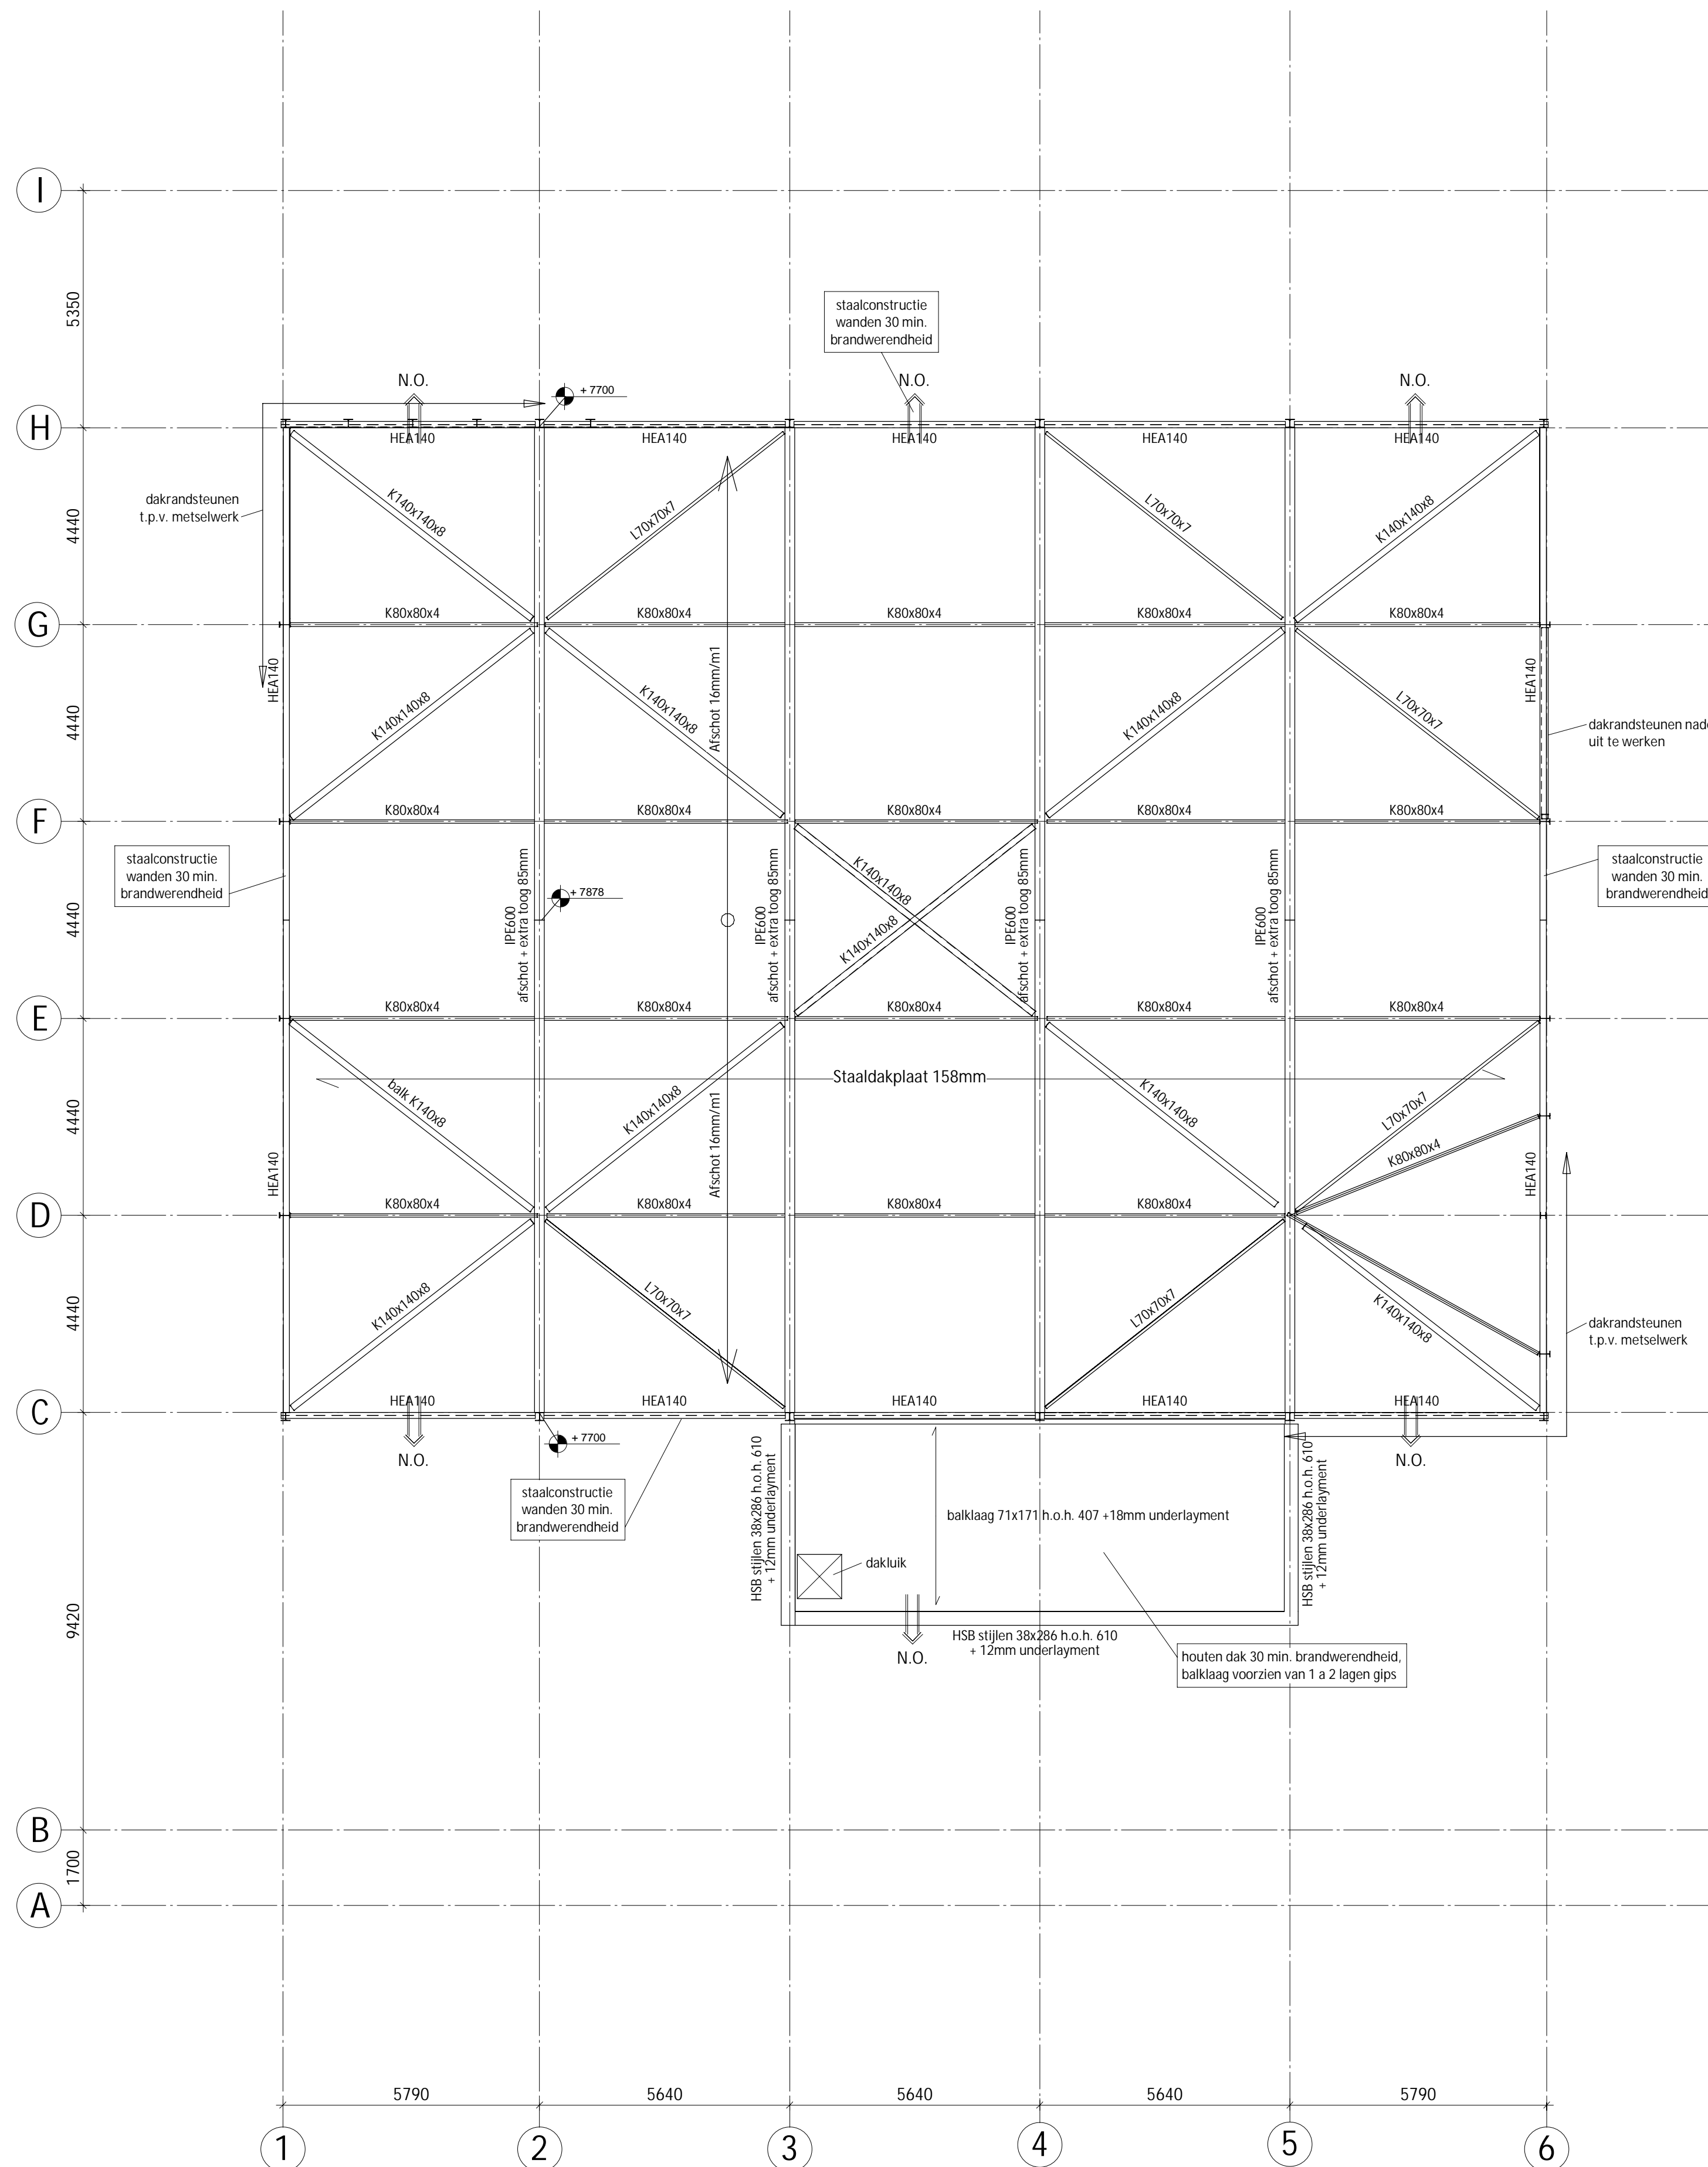 I
5350
staalconstructie
wanden 30 min.
brandwerendheid
N.O.
+ 7700
N.O.
N.O.
H
HEA140
HEA140
HEA140
HEA140
HEA140
dakrandsteunen
t.p.v. metselwerk
4440
K140x140x8
L70x70x7
L70x70x7
K140x140x8
G
K80x80x4
K80x80x4
K80x80x4
K80x80x4
K80x80x4
HEA140
4440
K140x140x8
K140x140x8
Afschot 16mm/m1
K140x140x8
L70x70x7
HEA140
uit te werken
F
K80x80x4
K80x80x4
K80x80x4
K80x80x4
K80x80x4
staalconstructie
wanden 30 min.
brandwerendheid
4440
IPE600
afschot + extra toog 85mm
+ 7878
IPE600
afschot + extra toog 85mm
K140x140x8
K140x140x8
IPE600
afschot + extra toog 85mm
IPE600
afschot + extra toog 85mm
staalconstructie
wanden 30 min.
brandwerendheid
E
K80x80x4
K80x80x4
K80x80x4
K80x80x4
K80x80x4
Staaldakplaat 158mm
4440
HEA140
balk K140x8
K140x140x8
Afschot 16mm/m1
K140x140x8
L70x70x7
K80x80x4
HEA140
D
K80x80x4
K80x80x4
K80x80x4
K80x80x4
4440
K140x140x8
L70x70x7
L70x70x7
K140x140x8
dakrandsteunen
t.p.v. metselwerk
C
HEA140
HEA140
HEA140
HEA140
HEA140
N.O.
+ 7700
N.O.
staalconstructie
wanden 30 min.
brandwerendheid
HSB stijlen 38x286 h.o.h. 610
+ 12mm underlayment
balklaag 71x171 h.o.h. 407 +18mm underlayment
HSB stijlen 38x286 h.o.h. 610
+ 12mm underlayment
dakluik
9420
N.O.
HSB stijlen 38x286 h.o.h. 610
+ 12mm underlayment
houten dak 30 min. brandwerendheid,
balklaag voorzien van 1 a 2 lagen gips
B
1700
A
5790
5640
5640
5640
5790
1
2
3
4
5
6